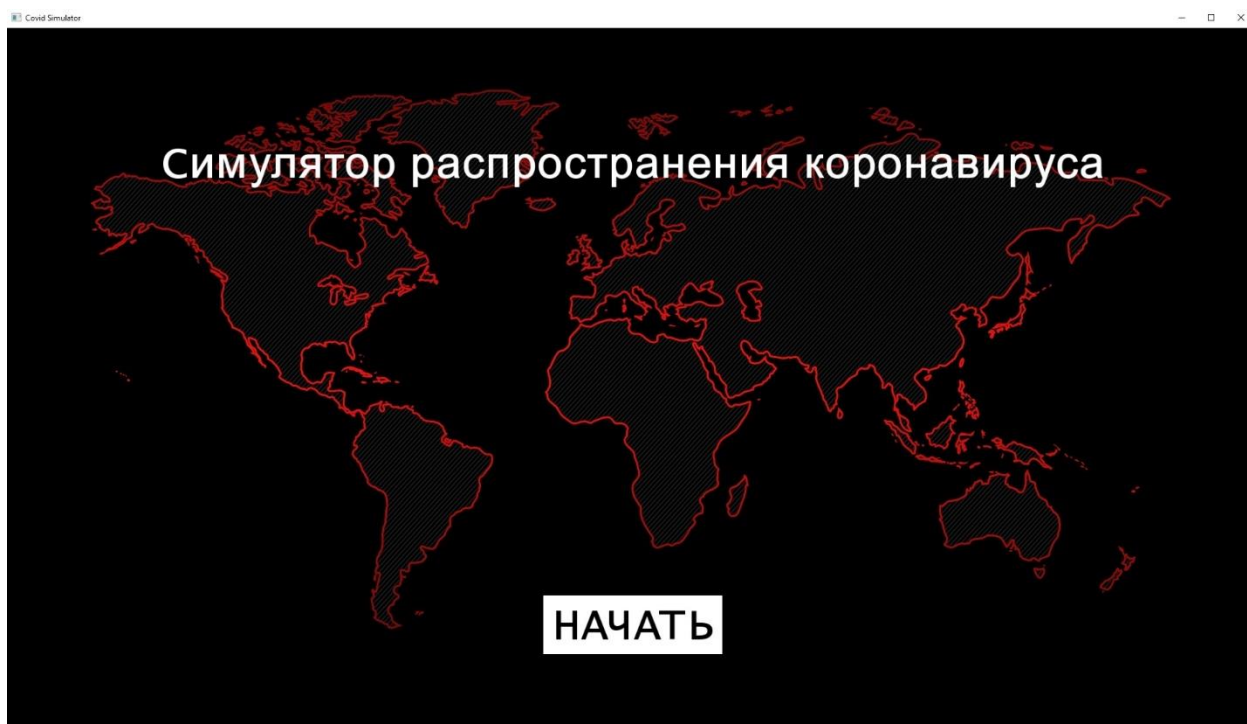 Covid Simulator
Симулятор распространения коронавируса
НАЧАТЬ